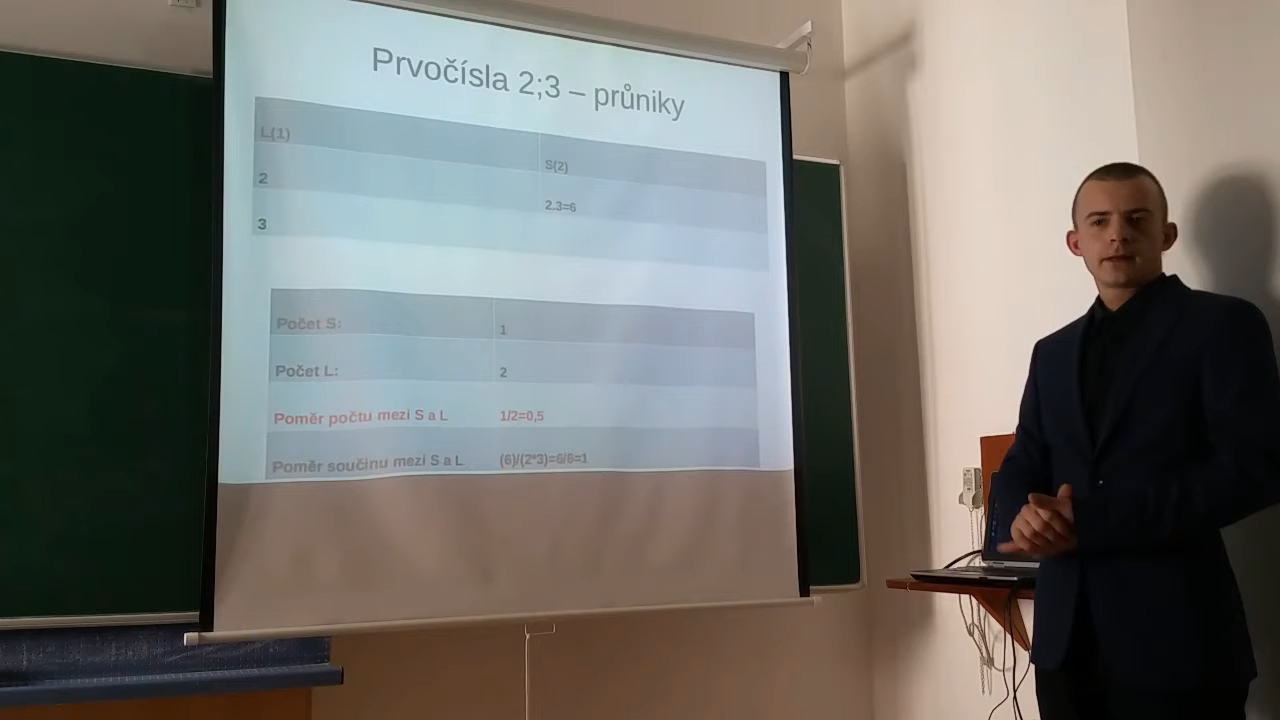 Prvočísla 2;3 – průniky
L(1)
S(2)
2
2.3=6
3
Počet S: 1
Počet L: 2
Poměr počtu mezi S a L 1/2=0,5
Poměr součinu mezi S a L (6)/(2*3)=6/6=1